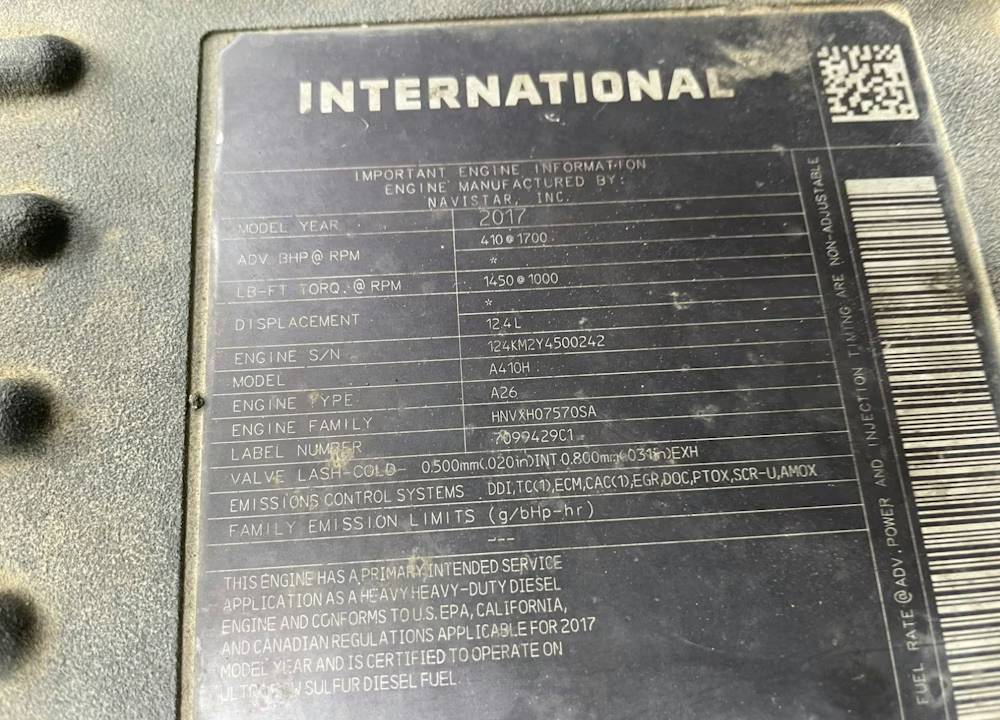 INTERNATIONAL
IMPORTANT ENGINE INFORMATION
ENGINE MANUFACTURED BY:
NAVISTAR, INC.
MODEL YEAR 2017
ADV BHP@ RPM 410@1700
*
LB-FT TORQ. @ RPM 1450@1000
*
DISPLACEMENT 12.4L
ENGINE S/N 124KM2Y4500242
MODEL A410H
ENGINE TYPE A26
ENGINE FAMILY HNVXH07570SA
LABEL NUMBER 7099429C1
VALVE LASH-COLD- 0.500mm(.020in)INT 0.800mm(.031in)EXH
EMISSIONS CONTROL SYSTEMS DDI,TC(1),ECM,CAC(1),EGR,DOC,PTOX,SCR-U,AMOX
FAMILY EMISSION LIMITS (g/bHp-hr)
---
THIS ENGINE HAS A PRIMARY INTENDED SERVICE
APPLICATION AS A HEAVY HEAVY-DUTY DIESEL
ENGINE AND CONFORMS TO U.S. EPA, CALIFORNIA,
AND CANADIAN REGULATIONS APPLICABLE FOR 2017
MODEL YEAR AND IS CERTIFIED TO OPERATE ON
ULTRA LOW SULFUR DIESEL FUEL
FUEL RATE @ADV. POWER AND INJECTION TIMING ARE NON-ADJUSTABLE